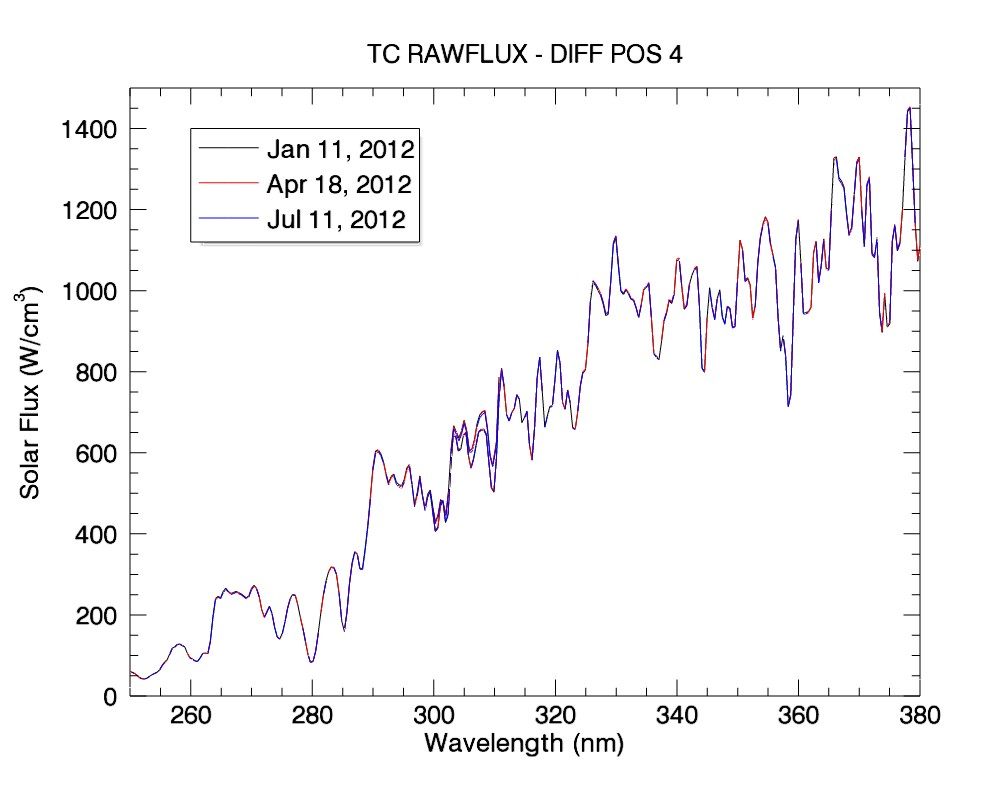 TC RAWFLUX - DIFF POS 4
Jan 11, 2012
Apr 18, 2012
Jul 11, 2012
Solar Flux (W/cm³)
1400
1200
1000
800
600
400
200
0
260 280 300 320 340 360 380
Wavelength (nm)